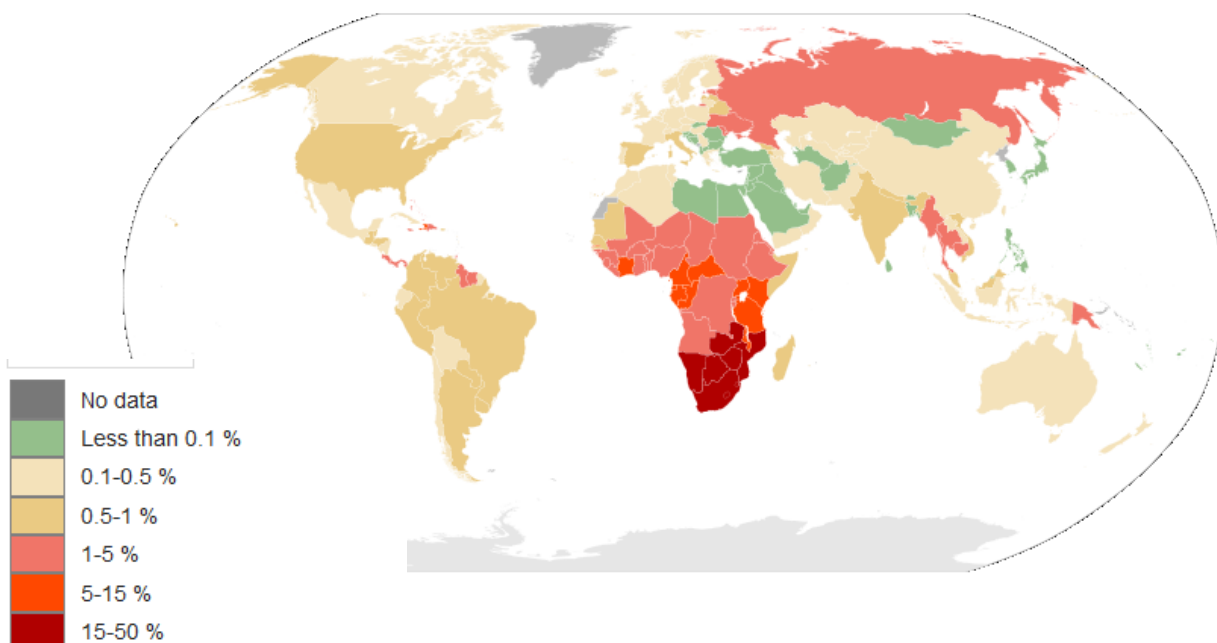 No data
Less than 0.1 %
0.1-0.5 %
0.5-1 %
1-5 %
5-15 %
15-50 %